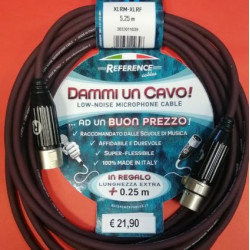 XLRM-XLRF
5,25 m
REFERENCE
cables
DAMMI UN CAVO!
LOW-NOISE MICROPHONE CABLE
...AD UN BUON PREZZO!
• RACCOMANDATO DALLE SCUOLE DI MUSICA
• AFFIDABILE E DUREVOLE
• SUPER-FLESSIBILE
• 100% MADE IN ITALY
IN REGALO
LUNGHEZZA EXTRA
+ 0.25 m
€ 21,90